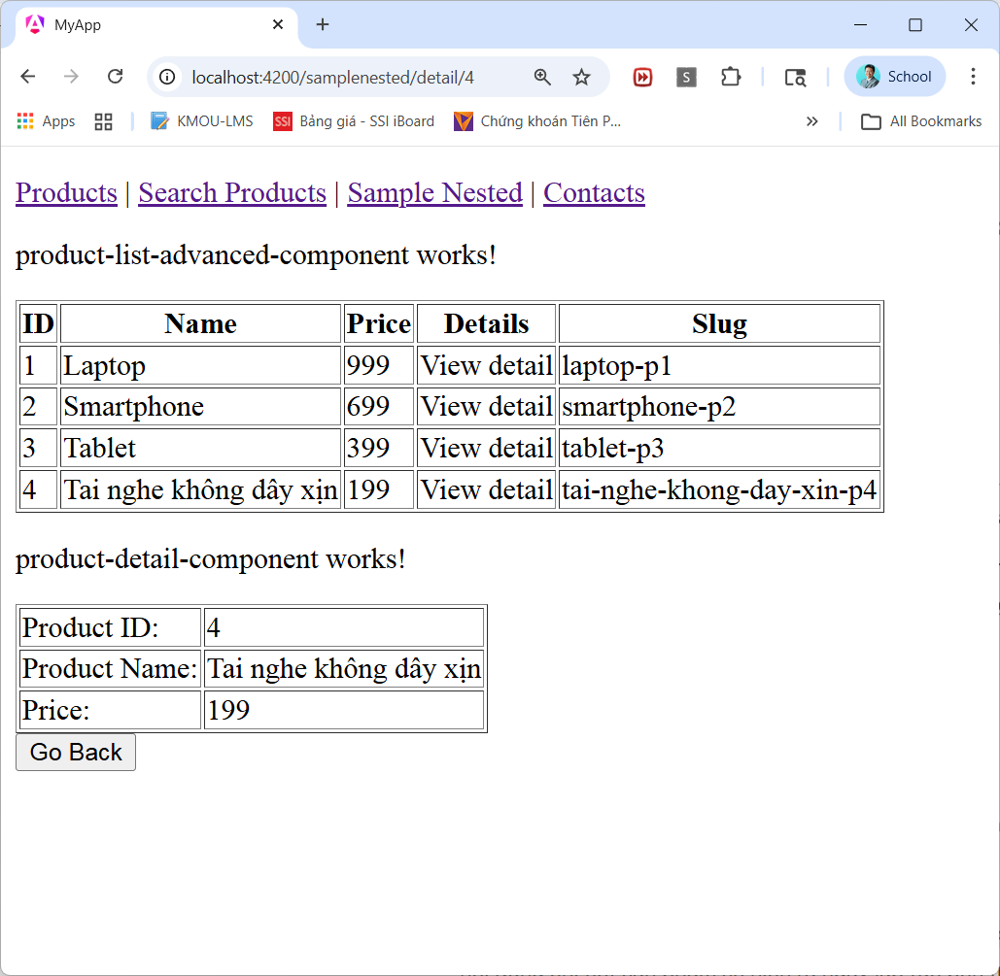 MyApp
localhost:4200/samplenested/detail/4
S
School
Apps
KMOU-LMS
SSI
Bảng giá - SSI iBoard
Chứng khoán Tiên P...
All Bookmarks
Products | Search Products | Sample Nested | Contacts
product-list-advanced-component works!
ID Name Price Details Slug
1 Laptop 999 View detail laptop-p1
2 Smartphone 699 View detail smartphone-p2
3 Tablet 399 View detail tablet-p3
4 Tai nghe không dây xịn 199 View detail tai-nghe-khong-day-xin-p4
product-detail-component works!
Product ID: 4
Product Name: Tai nghe không dây xịn
Price: 199
Go Back